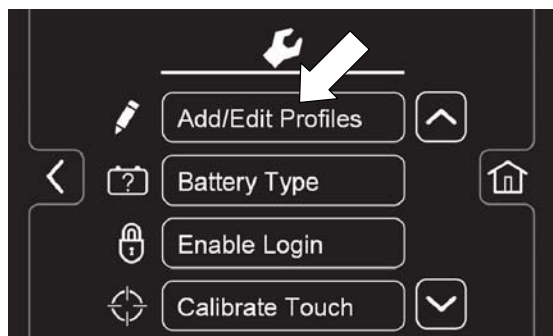 Add/Edit Profiles
Battery Type
Enable Login
Calibrate Touch